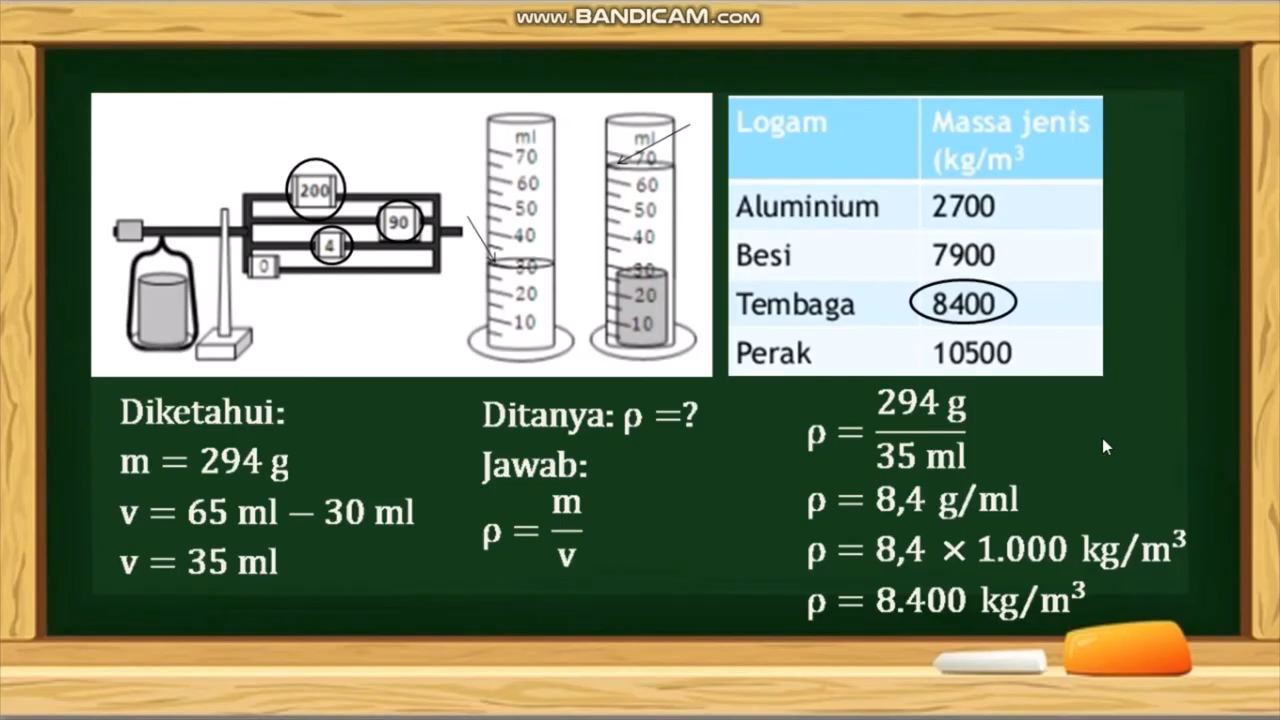 www.BANDICAM.com
200
90
4
0
ml
70
60
50
40
30
20
10
ml
70
60
50
40
30
20
10
Logam
Massa jenis
(kg/m³
Aluminium 2700
Besi 7900
Tembaga 8400
Perak 10500
Diketahui:
m = 294 g
v = 65 ml − 30 ml
v = 35 ml
Ditanya: ρ =?
Jawab:
ρ = m/v
ρ = 294 g/35 ml
ρ = 8,4 g/ml
ρ = 8,4 × 1.000 kg/m³
ρ = 8.400 kg/m³